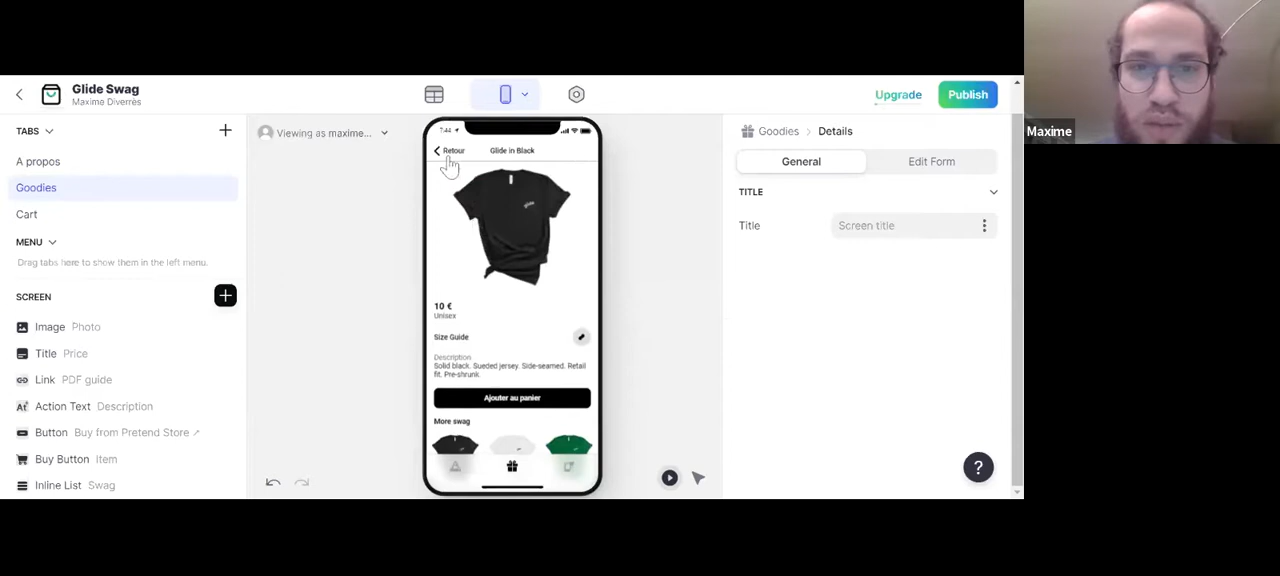 Glide Swag
Maxime Diverrès
Upgrade
Publish
Maxime
TABS
A propos
Goodies
Cart
MENU
Drag tabs here to show them in the left menu.
SCREEN
Image Photo
Title Price
Link PDF guide
Action Text Description
Button Buy from Pretend Store
Buy Button Item
Inline List Swag
Viewing as maxime...
7:44
Retour
Glide in Black
10 €
Unisex
Size Guide
Description
Solid black. Sueded jersey. Side-seamed. Retail
fit. Pre-shrunk.
Ajouter au panier
More swag
Goodies > Details
General
Edit Form
TITLE
Title
Screen title
?